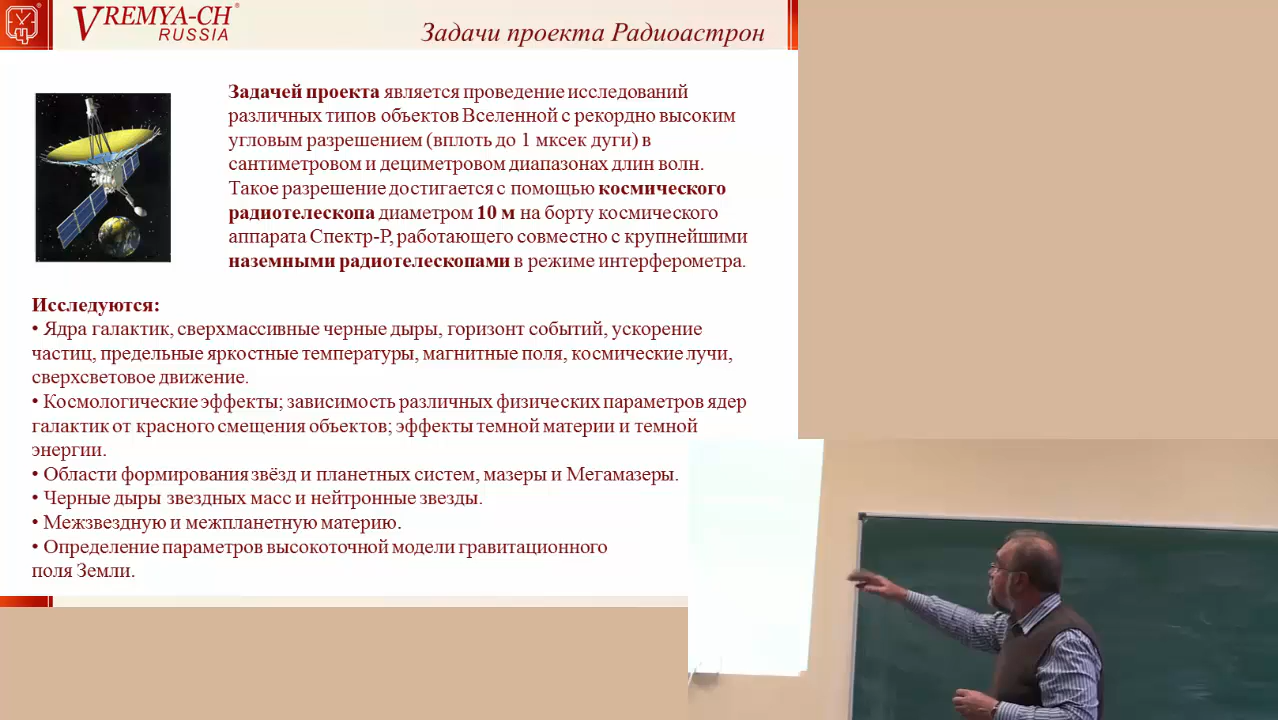 VREMYA-CH®
RUSSIA
Задачи проекта Радиоастрон
Задачей проекта является проведение исследований
различных типов объектов Вселенной с рекордно высоким
угловым разрешением (вплоть до 1 мксек дуги) в
сантиметровом и дециметровом диапазонах длин волн.
Такое разрешение достигается с помощью космического
радиотелескопа диаметром 10 м на борту космического
аппарата Спектр-Р, работающего совместно с крупнейшими
наземными радиотелескопами в режиме интерферометра.
Исследуются:
• Ядра галактик, сверхмассивные черные дыры, горизонт событий, ускорение
частиц, предельные яркостные температуры, магнитные поля, космические лучи,
сверхсветовое движение.
• Космологические эффекты; зависимость различных физических параметров ядер
галактик от красного смещения объектов; эффекты темной материи и темной
энергии.
• Области формирования звёзд и планетных систем, мазеры и Мегамазеры.
• Черные дыры звездных масс и нейтронные звезды.
• Межзвездную и межпланетную материю.
• Определение параметров высокоточной модели гравитационного
поля Земли.